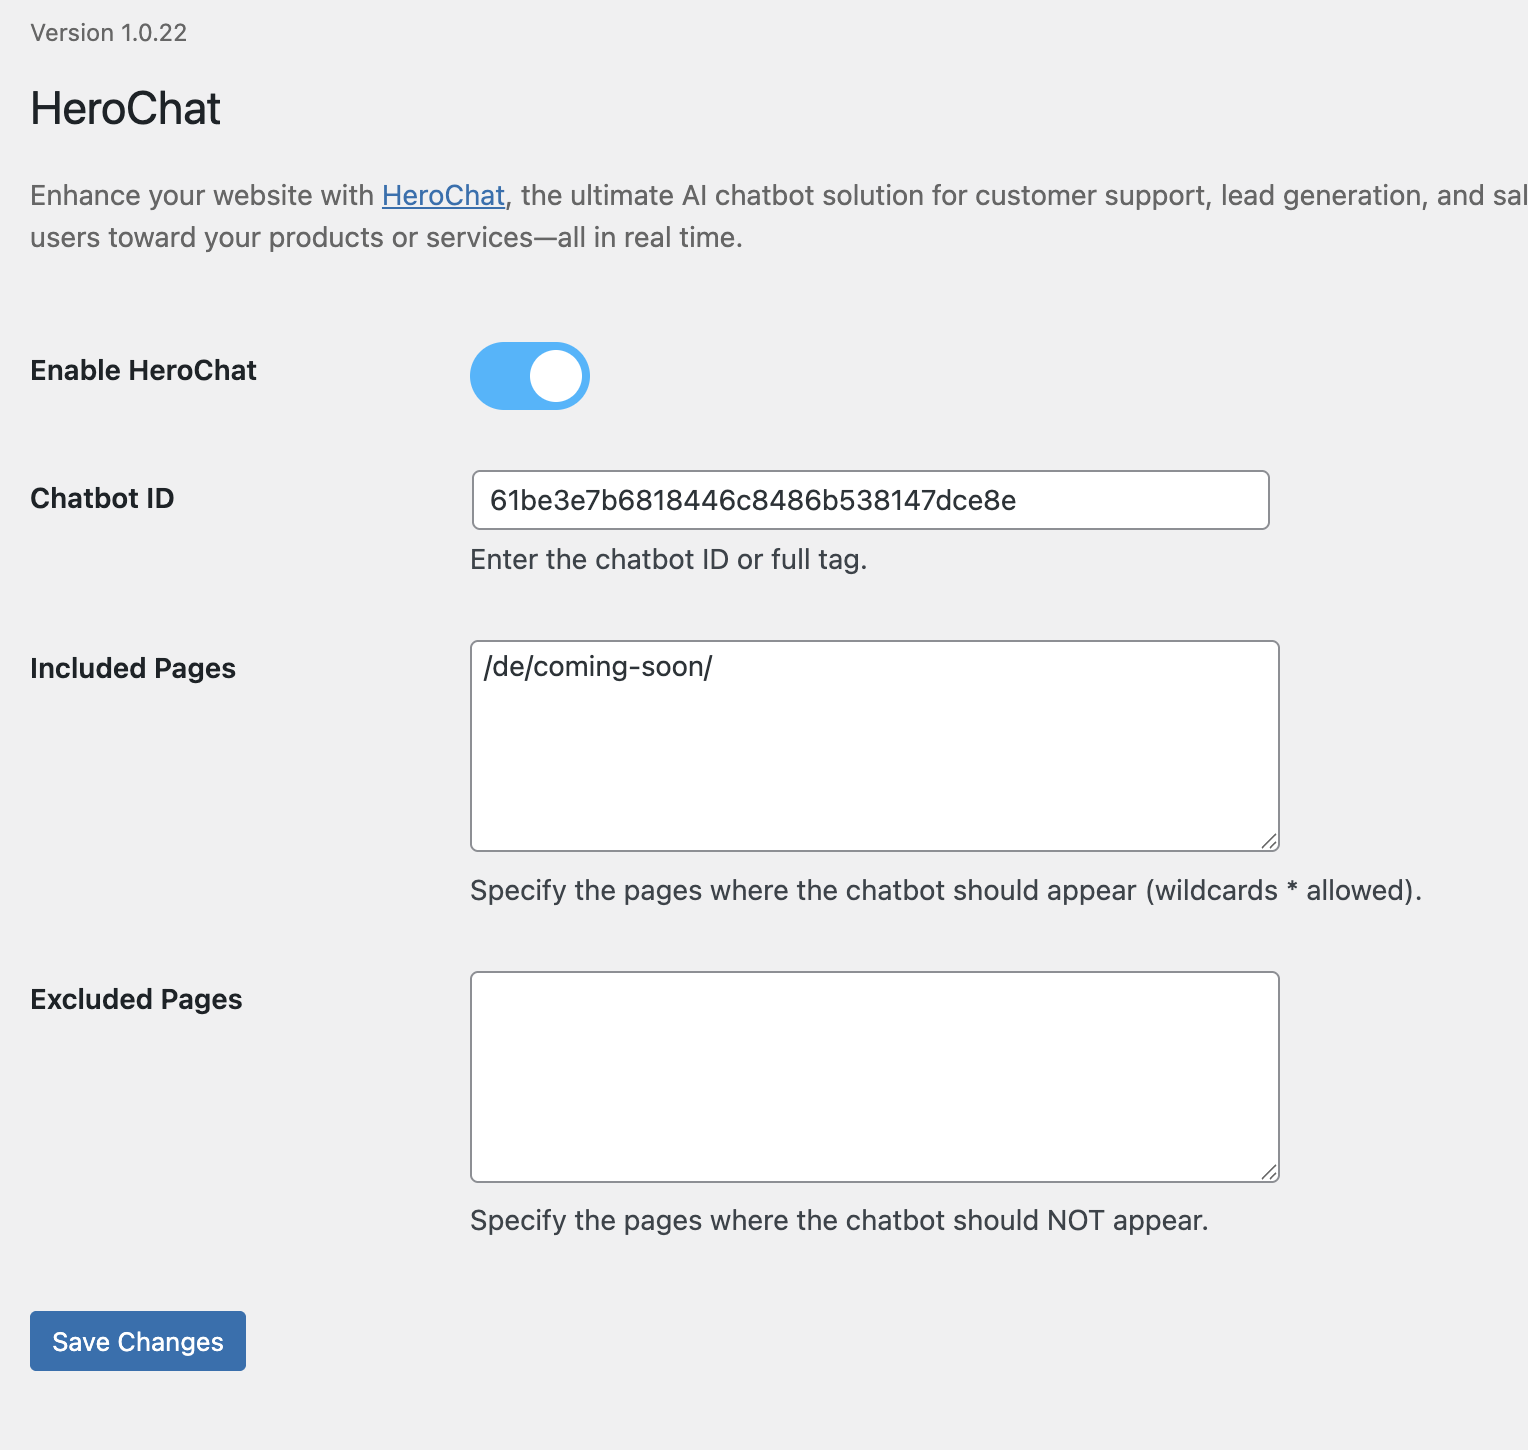 Version 1.0.22
HeroChat
Enhance your website with HeroChat, the ultimate AI chatbot solution for customer support, lead generation, and sal
users toward your products or services—all in real time.
Enable HeroChat
Chatbot ID
61be3e7b6818446c8486b538147dce8e
Enter the chatbot ID or full tag.
Included Pages
/de/coming-soon/
Specify the pages where the chatbot should appear (wildcards * allowed).
Excluded Pages
Specify the pages where the chatbot should NOT appear.
Save Changes